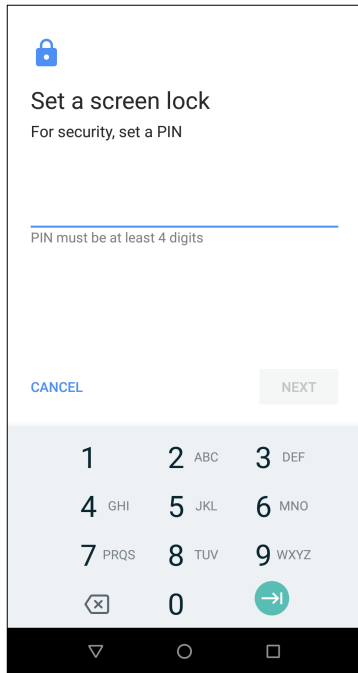 Set a screen lock
For security, set a PIN
PIN must be at least 4 digits
CANCEL NEXT
1 2 ABC 3 DEF
4 GHI 5 JKL 6 MNO
7 PRQS 8 TUV 9 WXYZ
0